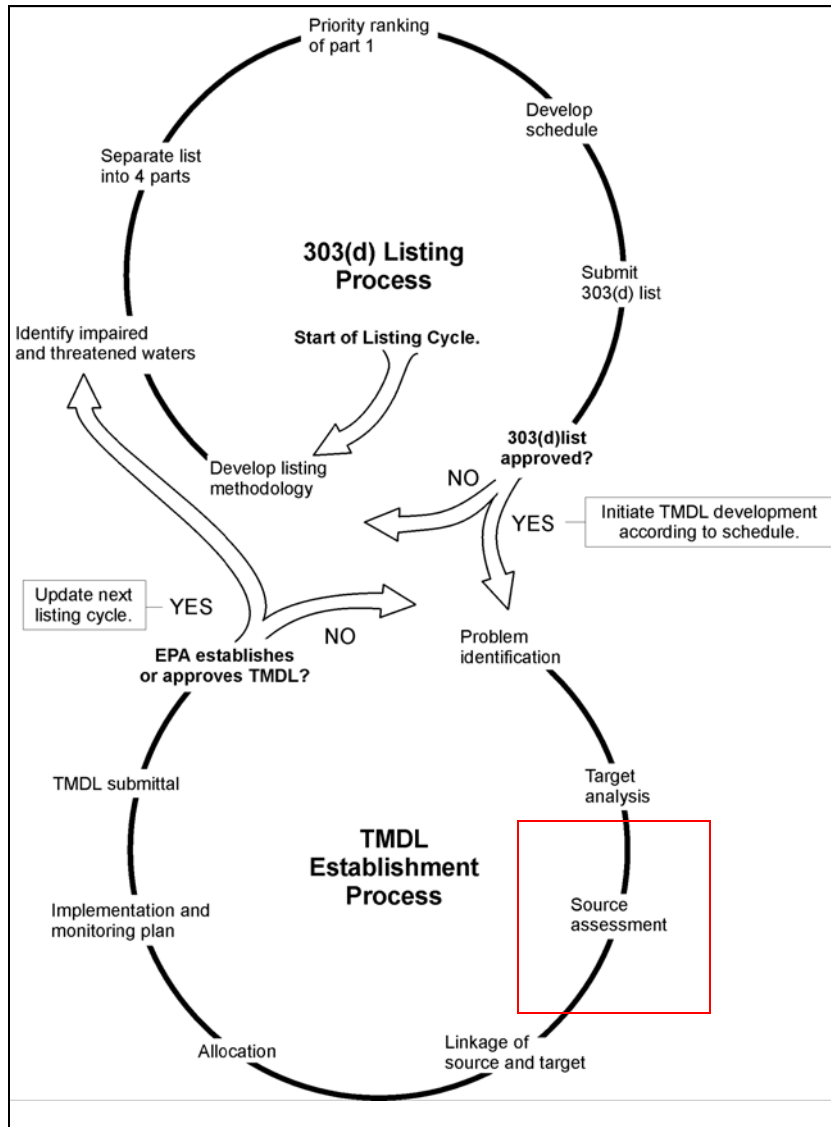 Priority ranking
of part 1
Develop
schedule
Separate list
into 4 parts
303(d) Listing
Process
Submit
303(d) list
Identify impaired
and threatened waters
Start of Listing Cycle.
303(d)list
approved?
Develop listing
methodology
NO
YES
Initiate TMDL development
according to schedule.
Update next
listing cycle.
YES
NO
Problem
identification
EPA establishes
or approves TMDL?
TMDL submittal
Target
analysis
TMDL
Establishment
Process
Implementation and
monitoring plan
Source
assessment
Allocation
Linkage of
source and target